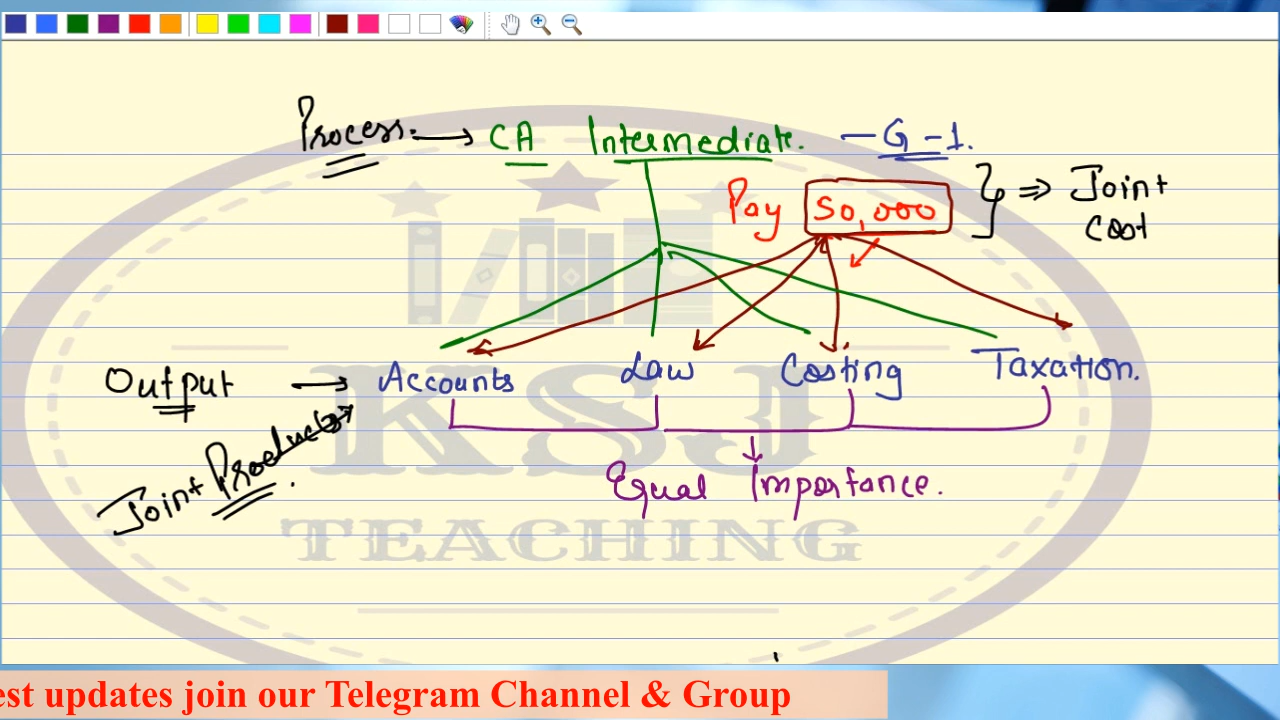 Process. → CA Intermediate. — G-1.
Pay 50,000 } ⇒ Joint
Cost
Output → Accounts Law Costing Taxation.
Joint Products.
Equal Importance.
KSJ
TEACHING
est updates join our Telegram Channel & Group